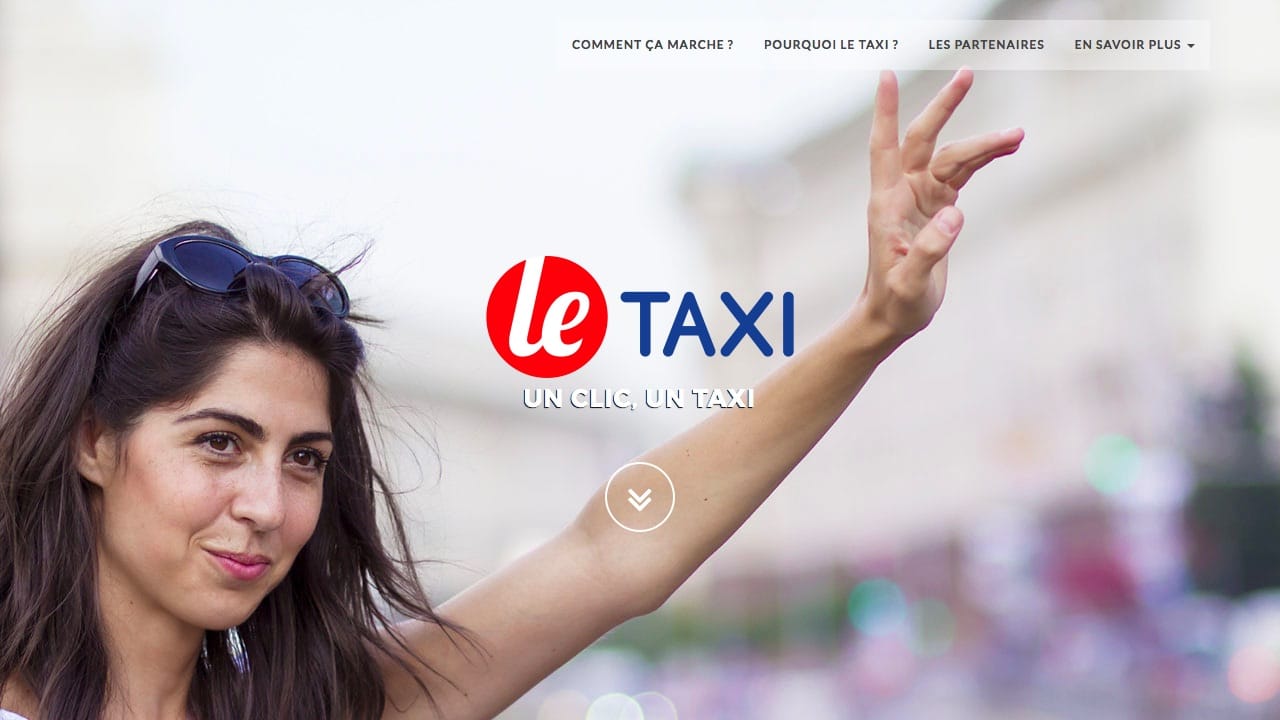 COMMENT ÇA MARCHE ? POURQUOI LE TAXI ? LES PARTENAIRES EN SAVOIR PLUS
le TAXI
UN CLIC, UN TAXI